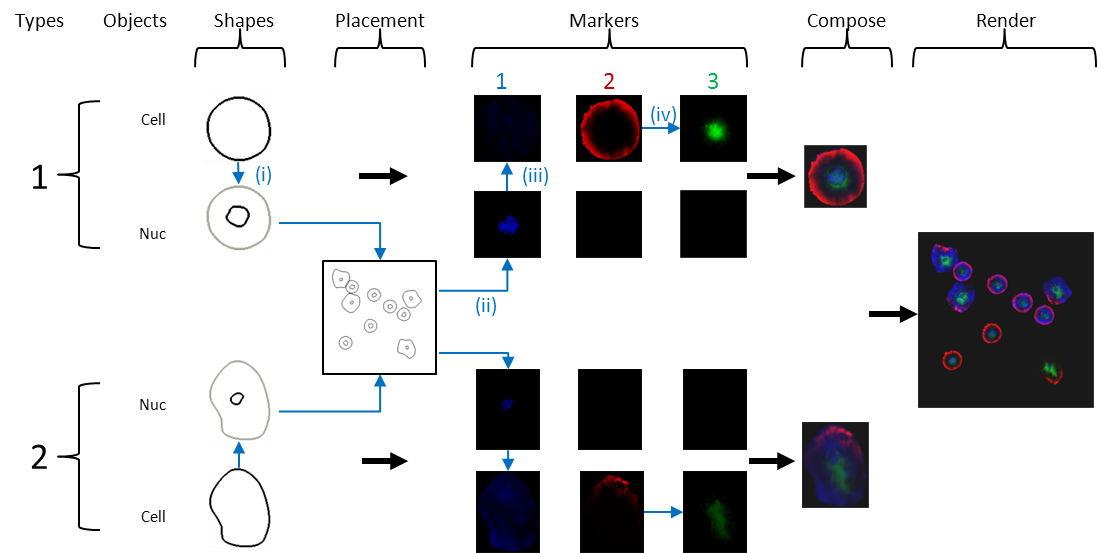 Types Objects Shapes Placement Markers Compose Render
1 2 3
Cell
(iv)
1
(i)
(iii)
Nuc
(ii)
Nuc
2
Cell